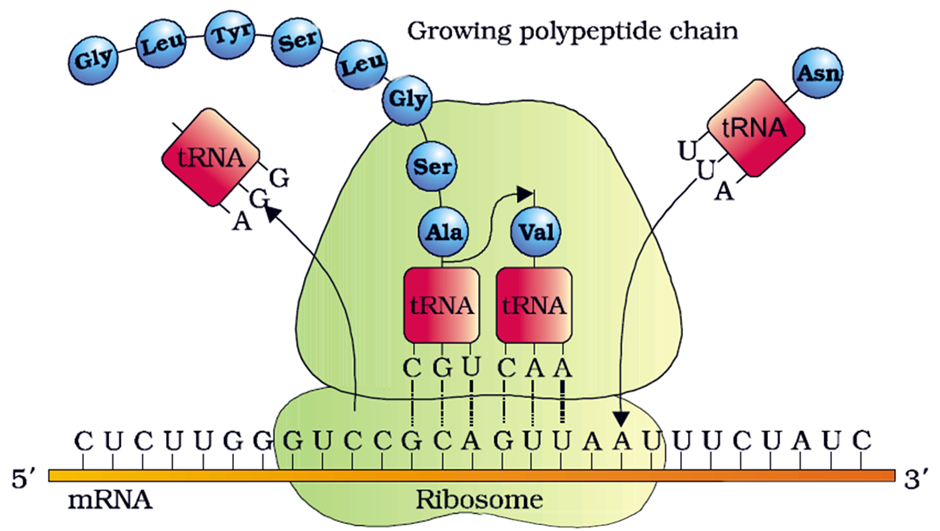 Growing polypeptide chain
Gly Leu Tyr Ser Leu Gly Ser Ala
Val
Asn
tRNA
A G G
tRNA
U U A
tRNA tRNA
C G U C A A
C U C U U G G G U C C G C A G U U A A U U U C U A U C
5′ 3′
mRNA Ribosome